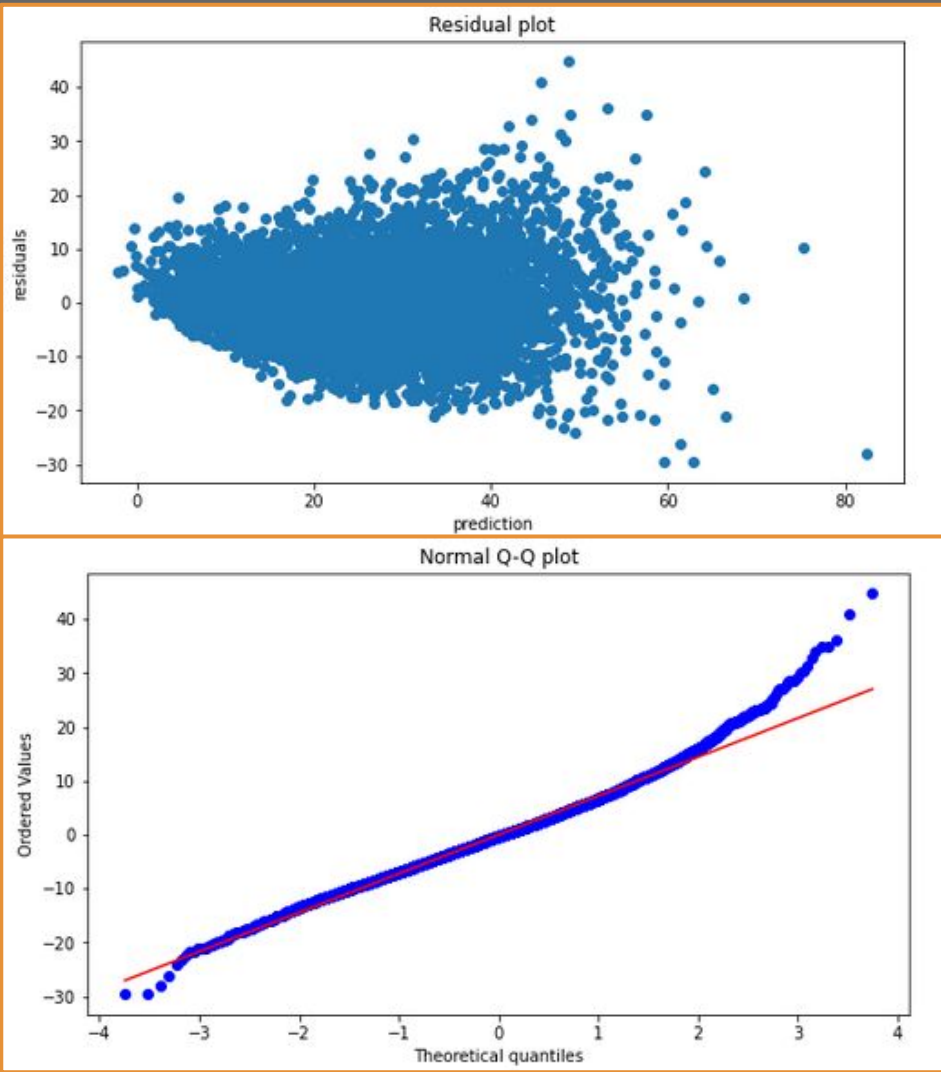 Residual plot
40
30
20
10
0
−10
−20
−30
residuals
0 20 40 60 80
prediction
Normal Q-Q plot
40
30
20
10
0
−10
−20
−30
Ordered Values
−4 −3 −2 −1 0 1 2 3 4
Theoretical quantiles